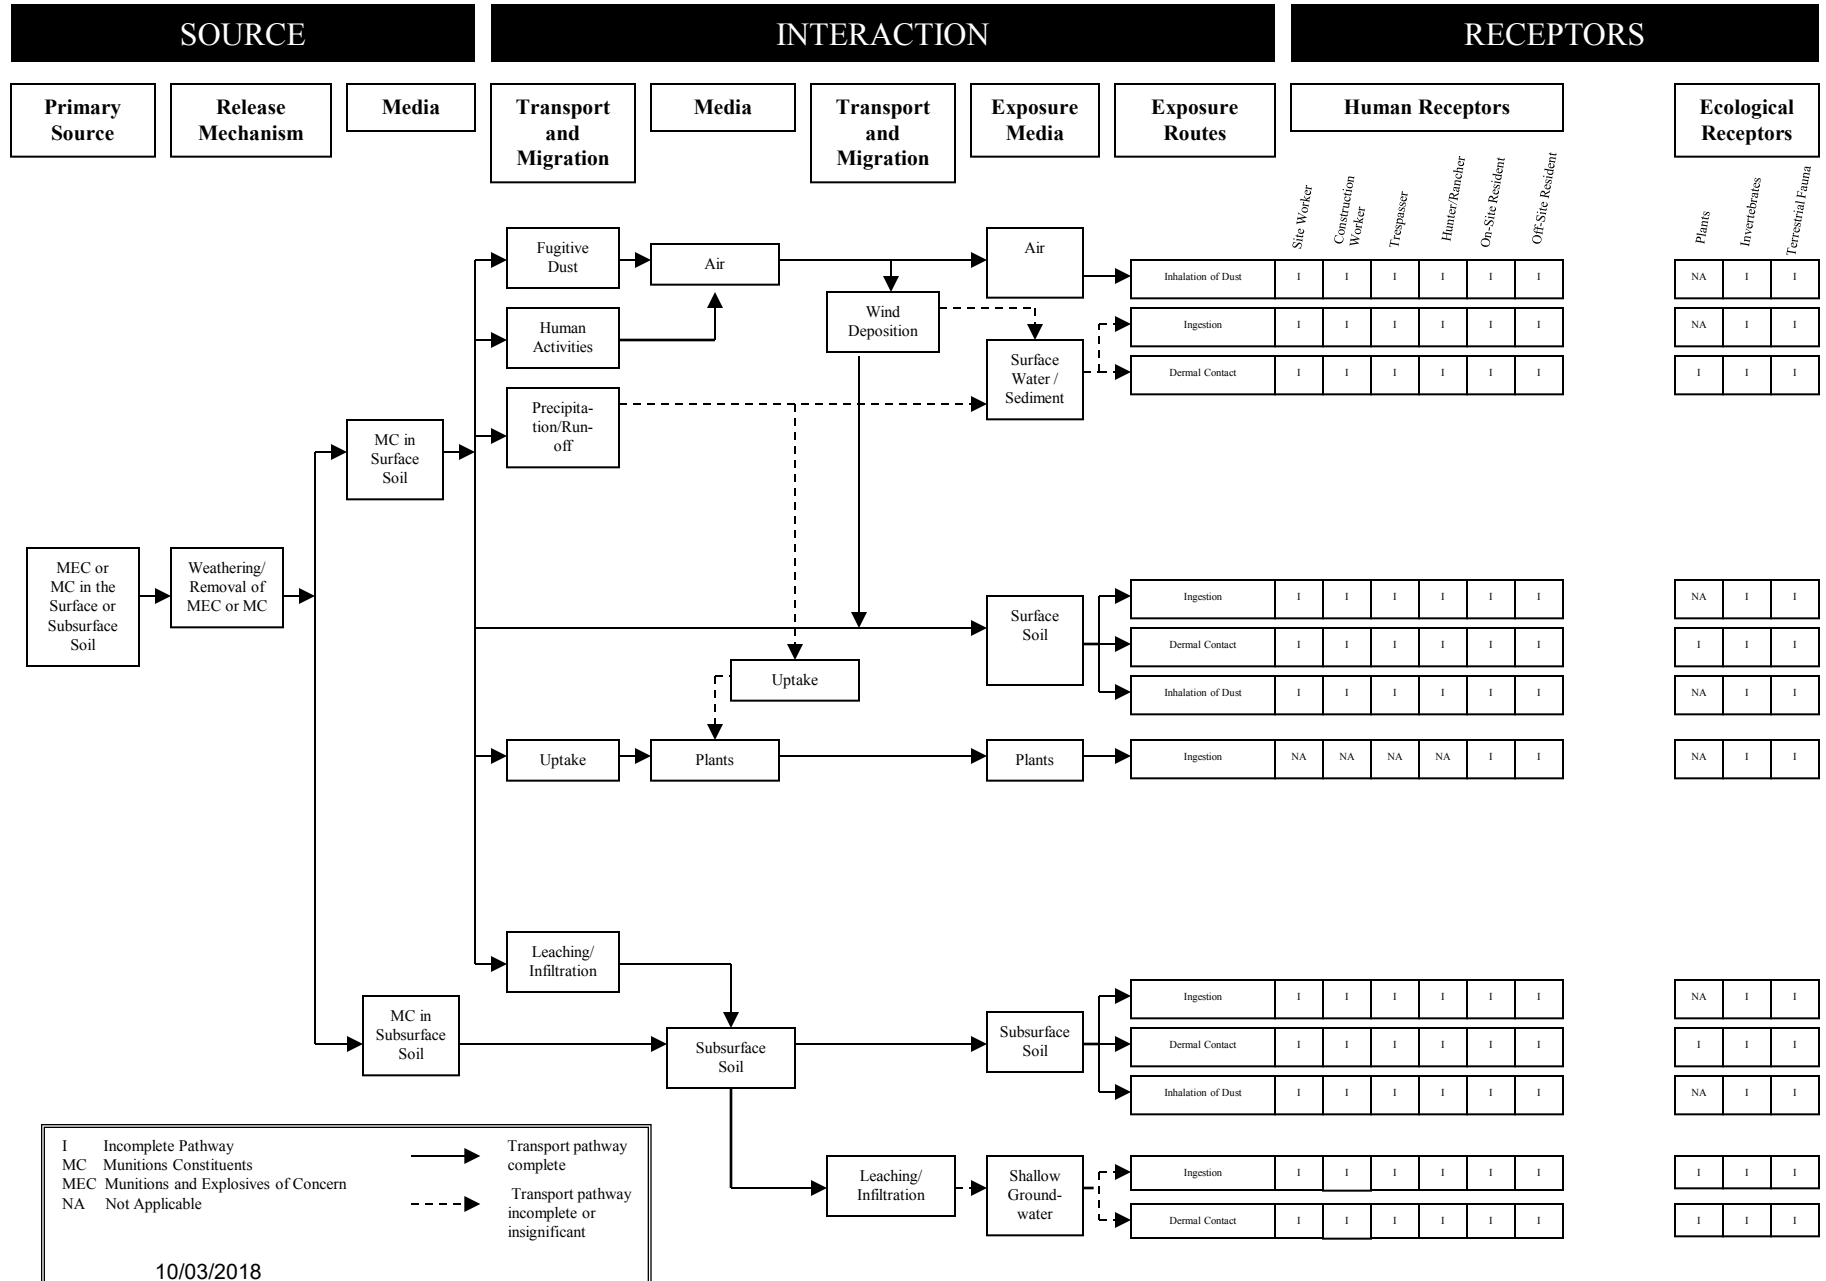 SOURCE
INTERACTION
RECEPTORS
Primary
Source
Release
Mechanism
Media
Transport
and
Migration
Media
Transport
and
Migration
Exposure
Media
Exposure
Routes
Human Receptors
Ecological
Receptors
Site Worker
Construction
Worker
Trespasser
Hunter/Rancher
On-Site Resident
Off-Site Resident
Plants
Invertebrates
Terrestrial Fauna
Fugitive
Dust
Air
Air
Inhalation of Dust I I I I I I NA I I
Wind
Deposition
Human
Activities
Ingestion I I I I I I NA I I
Surface
Water /
Sediment
Dermal Contact I I I I I I I I I
Precipita-
tion/Run-
off
MC in
Surface
Soil
MEC or
MC in the
Surface or
Subsurface
Soil
Weathering/
Removal of
MEC or MC
Surface
Soil
Ingestion I I I I I I NA I I
Dermal Contact I I I I I I I I I
Inhalation of Dust I I I I I I NA I I
Uptake
Uptake
Plants
Plants
Ingestion NA NA NA NA I I NA I I
Leaching/
Infiltration
MC in
Subsurface
Soil
Subsurface
Soil
Subsurface
Soil
Ingestion I I I I I I NA I I
Dermal Contact I I I I I I I I I
Inhalation of Dust I I I I I I NA I I
Leaching/
Infiltration
Shallow
Ground-
water
Ingestion I I I I I I I I I
Dermal Contact I I I I I I I I I
I Incomplete Pathway
MC Munitions Constituents
MEC Munitions and Explosives of Concern
NA Not Applicable
Transport pathway
complete
Transport pathway
incomplete or
insignificant
10/03/2018